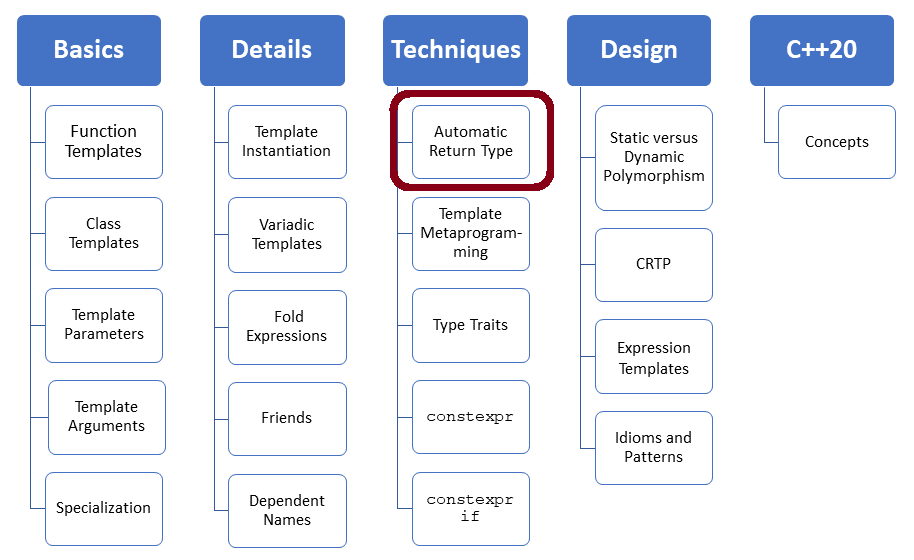 Basics
Function
Templates
Class
Templates
Template
Parameters
Template
Arguments
Specialization
Details
Template
Instantiation
Variadic
Templates
Fold
Expressions
Friends
Dependent
Names
Techniques
Automatic
Return Type
Template
Metaprogram-
ming
Type Traits
constexpr
constexpr
if
Design
Static versus
Dynamic
Polymorphism
CRTP
Expression
Templates
Idioms and
Patterns
C++20
Concepts